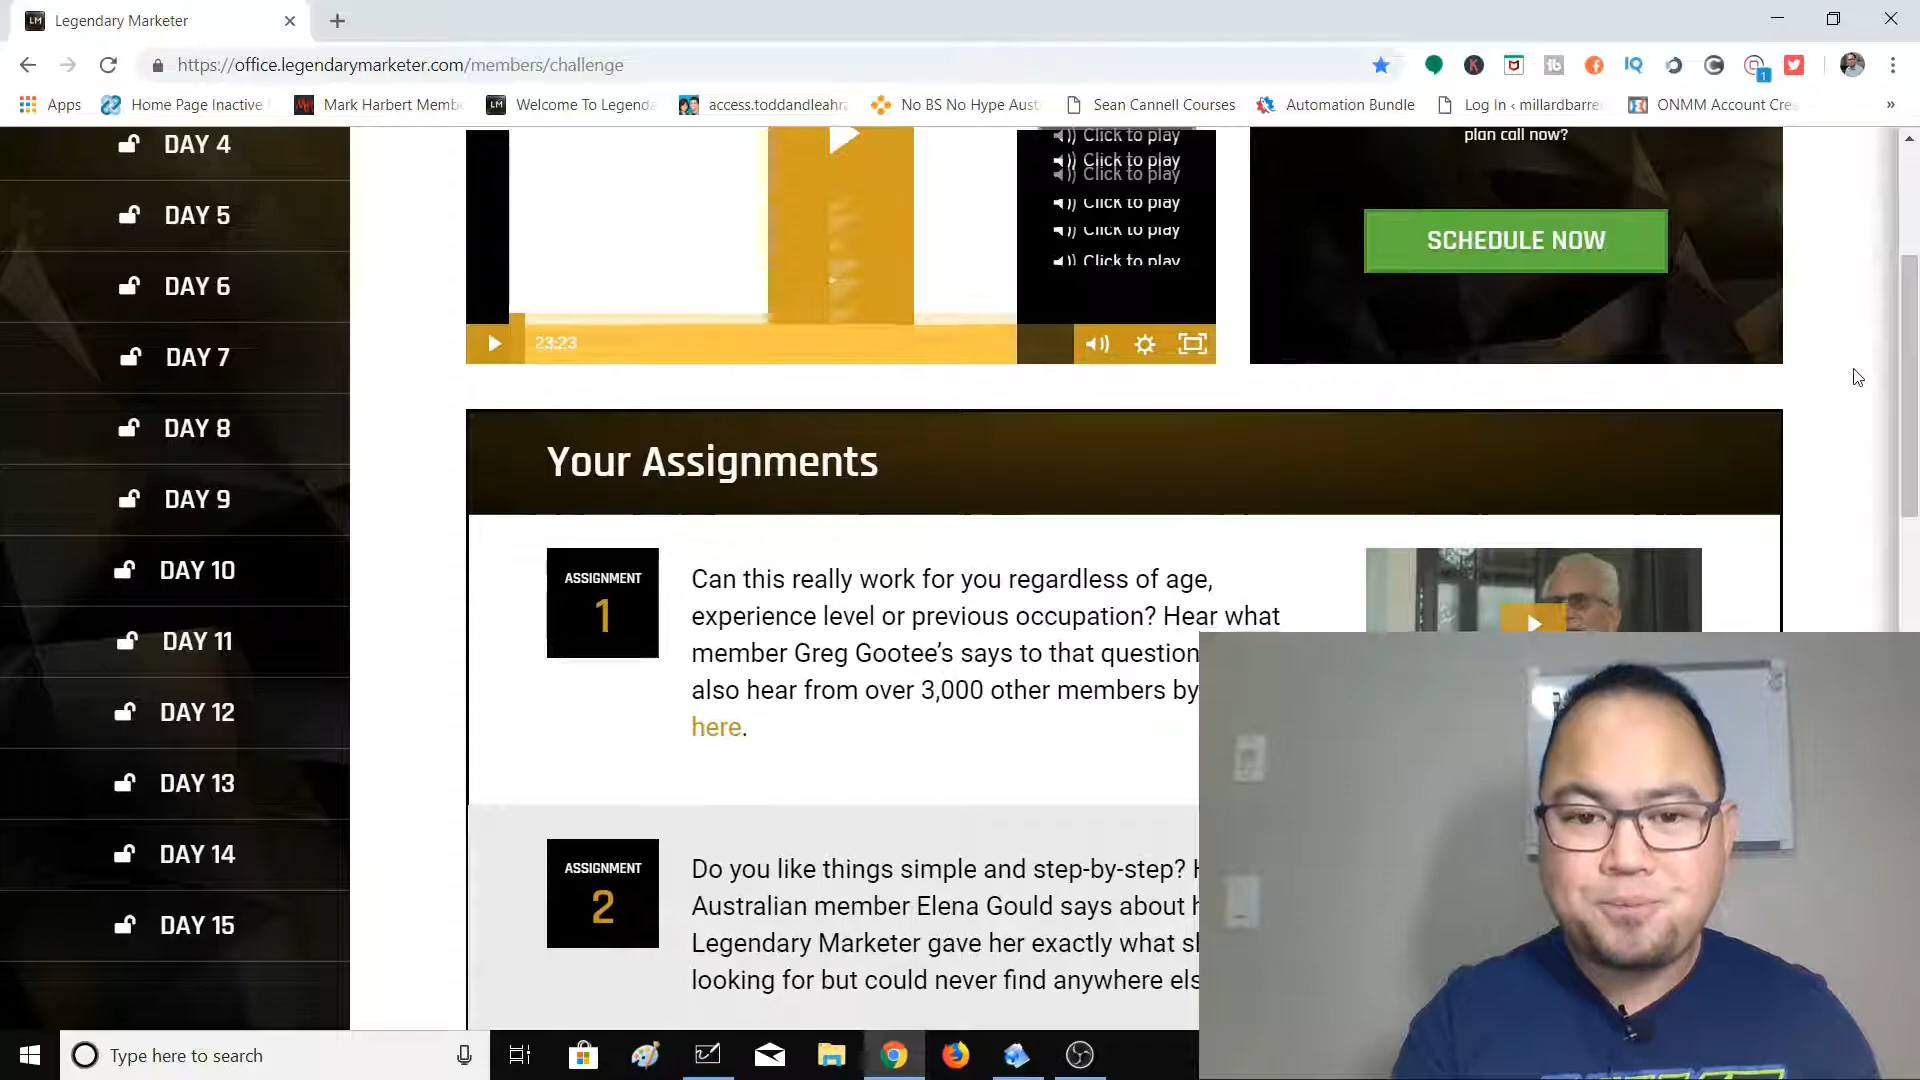 Legendary Marketer
https://office.legendarymarketer.com/members/challenge
Apps
Home Page Inactive
Mark Harbert Memb
Welcome To Legend
access.toddandleahr
No BS No Hype Aust
Sean Cannell Courses
Automation Bundle
Log In ‹ millardbarre
ONMM Account Cre
DAY 4
DAY 5
DAY 6
DAY 7
DAY 8
DAY 9
DAY 10
DAY 11
DAY 12
DAY 13
DAY 14
DAY 15
Click to play
Click to play
Click to play
Click to play
Click to play
Click to play
23:23
plan call now?
SCHEDULE NOW
Your Assignments
ASSIGNMENT
1
Can this really work for you regardless of age,
experience level or previous occupation? Hear what
member Greg Gootee’s says to that question
also hear from over 3,000 other members by
here.
ASSIGNMENT
2
Do you like things simple and step-by-step?
Australian member Elena Gould says about
Legendary Marketer gave her exactly what
looking for but could never find anywhere
Type here to search